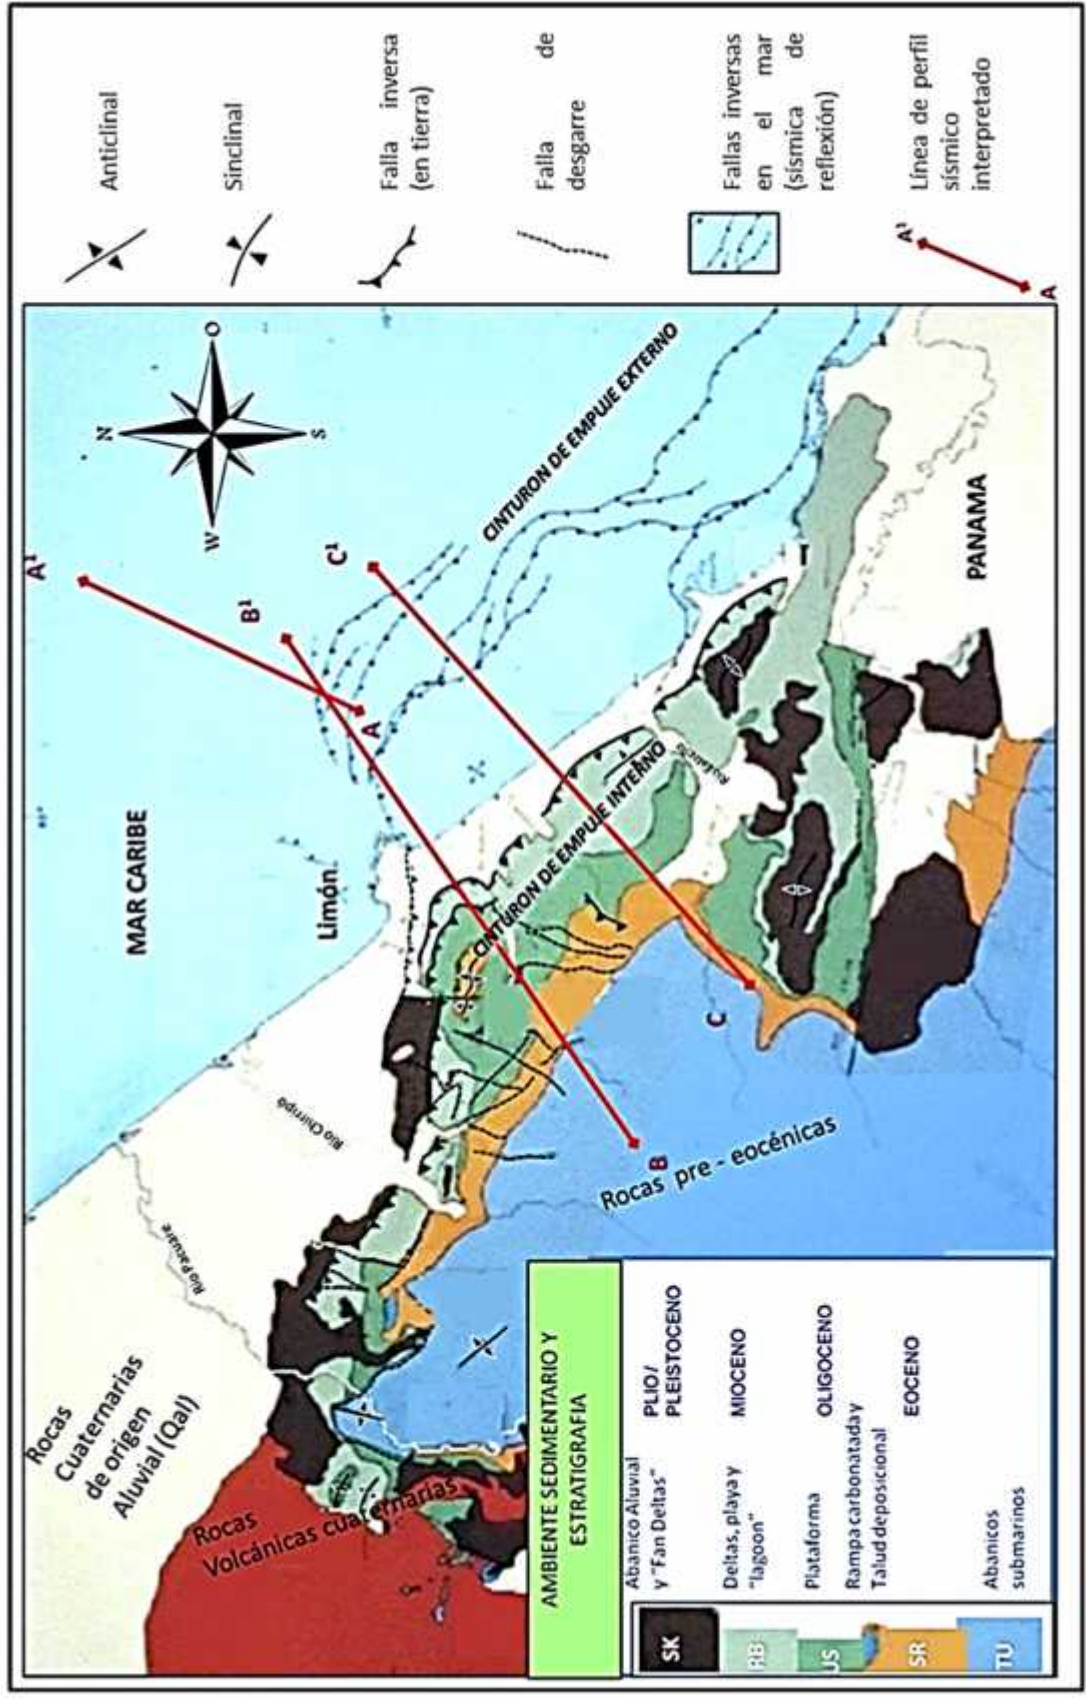 Anticlinal
Sinclinal
Falla inversa
(en tierra)
Falla de
desgarre
Fallas inversas
en el mar
(sísmica de
reflexión)
Línea de perfil
sísmico
interpretado
A¹
A
N
O
S
W
A¹
B¹
C¹
A
B
C
MAR CARIBE
Limón
CINTURON DE EMPUJE EXTERNO
CINTURON DE EMPUJE INTERNO
PANAMA
Río Chirripó
Río Pacuare
Rocas
Cuaternarias
de origen
Aluvial (Qal)
Rocas
Volcánicas cuaternarias
Rocas pre - eocénicas
AMBIENTE SEDIMENTARIO Y
ESTRATIGRAFIA
SK
Abanico Aluvial
y "Fan Deltas"
PLIO/
PLEISTOCENO
RB
Deltas, playa y
"lagoon"
MIOCENO
US
Plataforma
Rampa carbonatada y
Talud deposicional
OLIGOCENO
SR
EOCENO
TU
Abanicos
submarinos